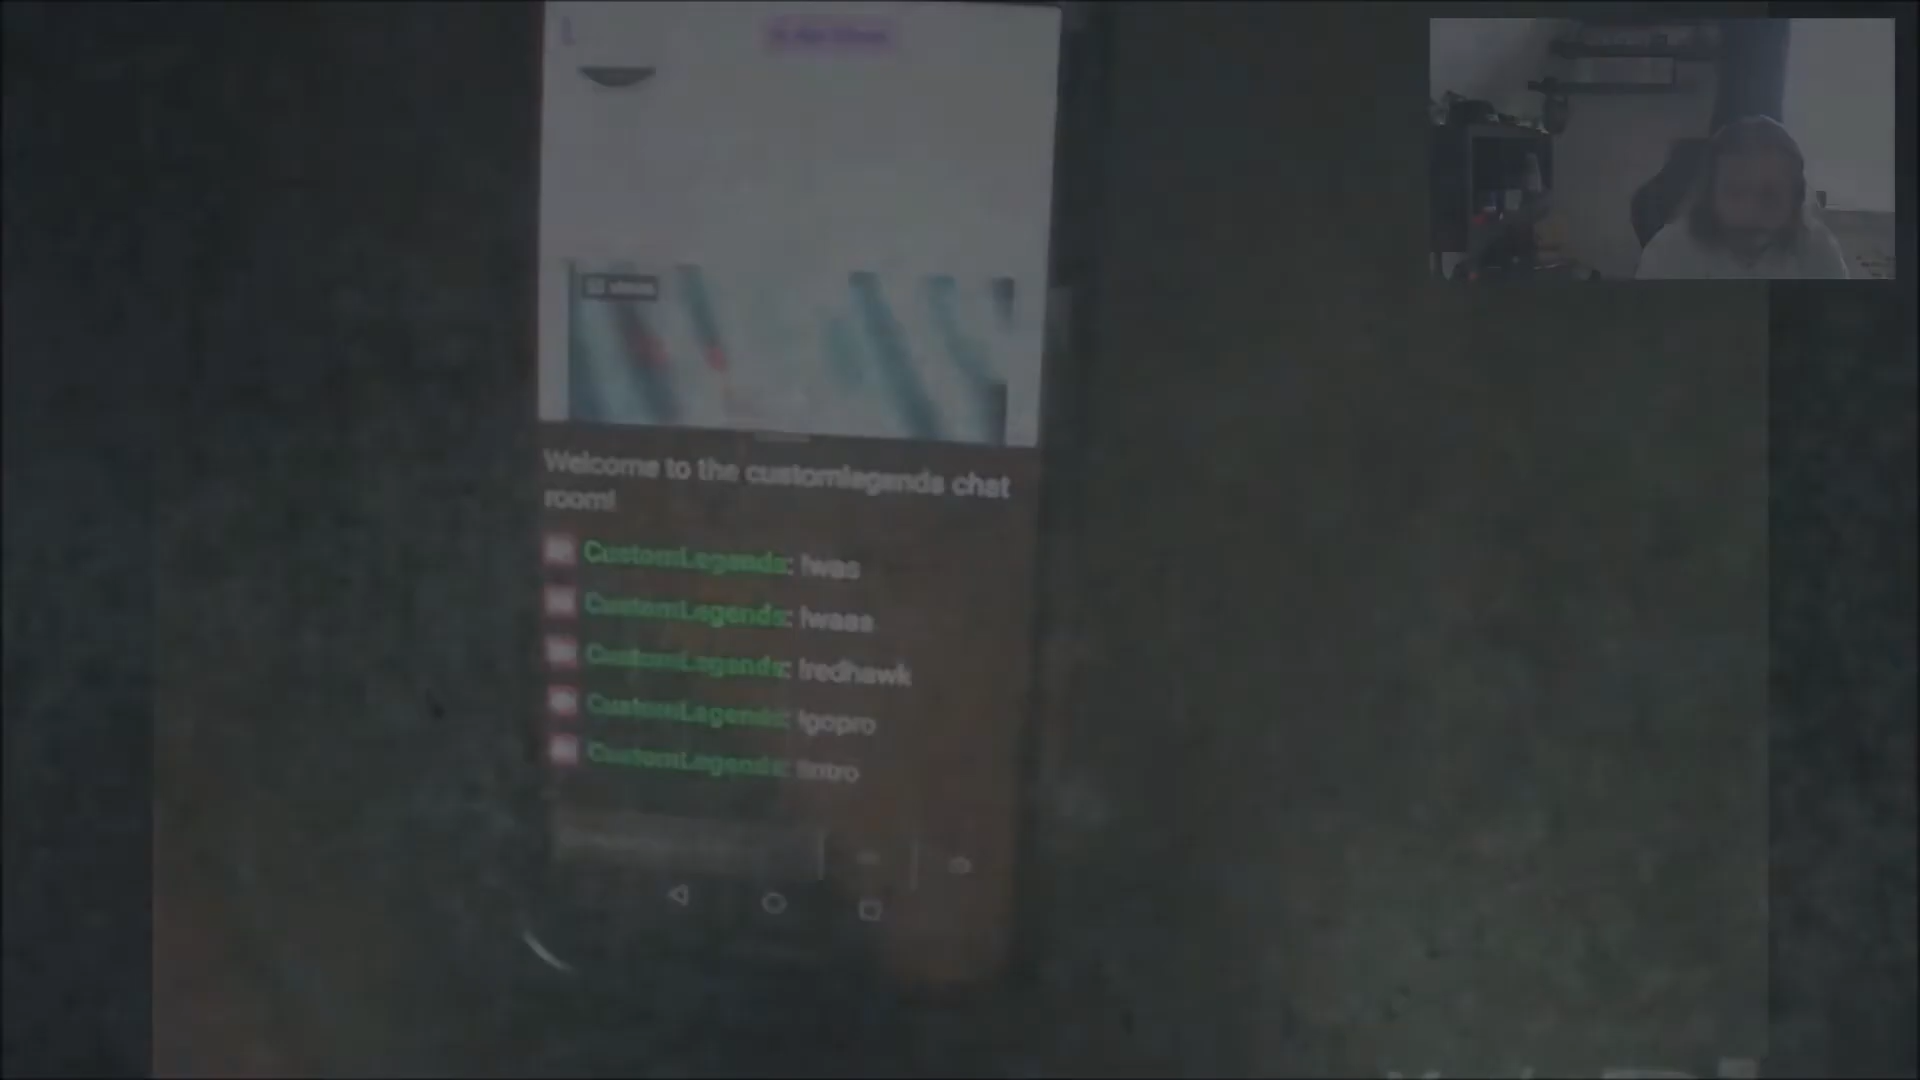 Welcome to the customlegends chat
room!
CustomLegends: !was
CustomLegends: !waaa
CustomLegends: !redhawk
CustomLegends: !gopro
CustomLegends: !intro